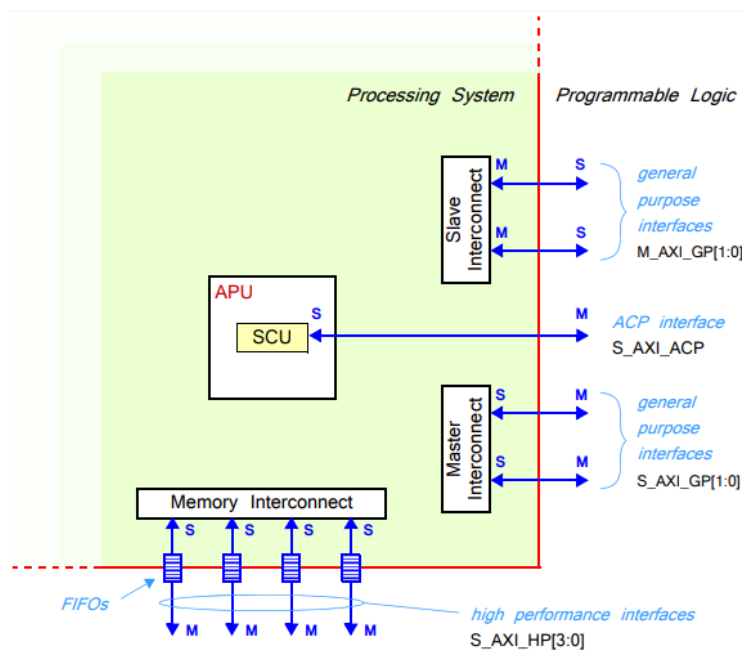 Processing System
Programmable Logic
M
S
Slave
Interconnect
M
S
general
purpose
interfaces
M_AXI_GP[1:0]
APU
SCU
S
M
ACP interface
S_AXI_ACP
Master
Interconnect
S
M
S
M
general
purpose
interfaces
S_AXI_GP[1:0]
Memory Interconnect
S
S
S
S
FIFOs
M
M
M
M
high performance interfaces
S_AXI_HP[3:0]